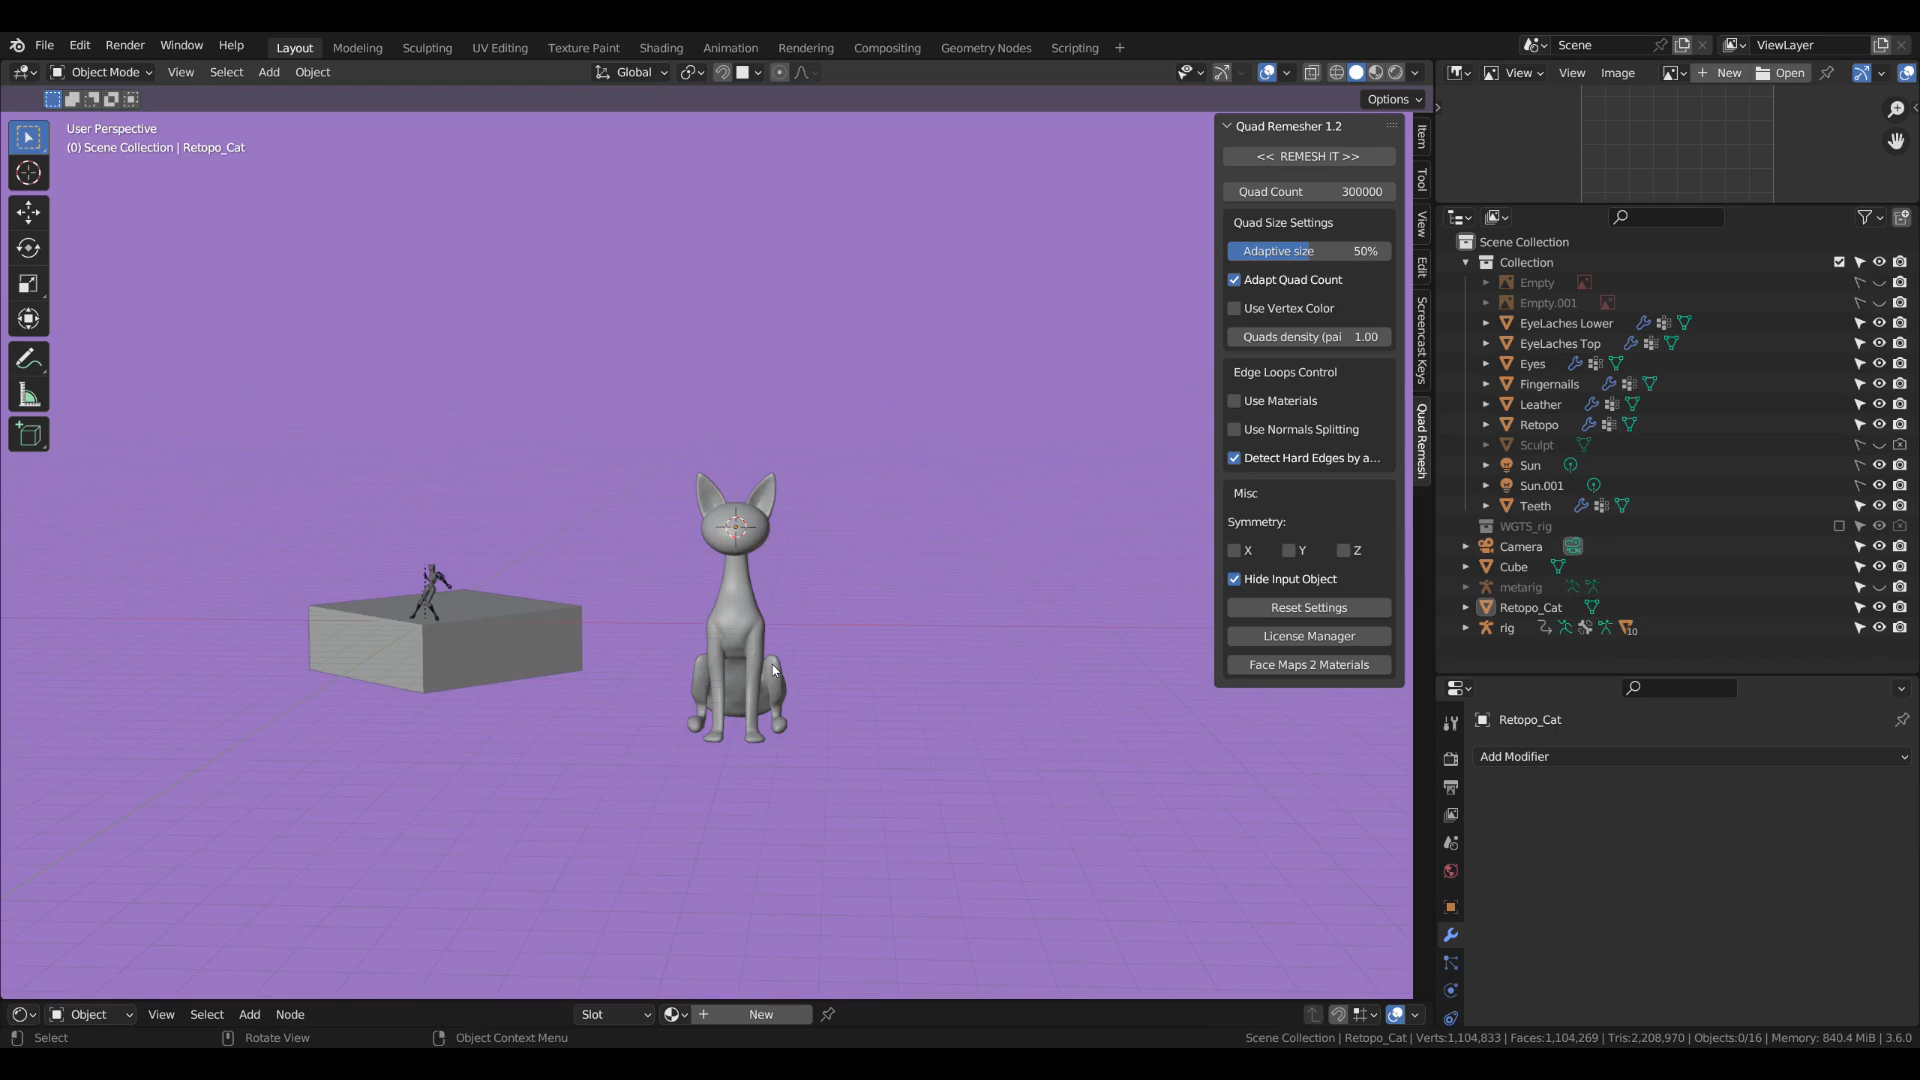 File Edit Render Window Help Layout Modeling Sculpting UV Editing Texture Paint Shading Animation Rendering Compositing Geometry Nodes Scripting + Scene ViewLayer
Object Mode View Select Add Object Global View View Image New Open
Options
User Perspective
(0) Scene Collection | Retopo_Cat
Quad Remesher 1.2
<< REMESH IT >>
Quad Count 300000
Quad Size Settings
Adaptive size 50%
Adapt Quad Count
Use Vertex Color
Quads density (pai 1.00
Edge Loops Control
Use Materials
Use Normals Splitting
Detect Hard Edges by a...
Misc
Symmetry:
X Y Z
Hide Input Object
Reset Settings
License Manager
Face Maps 2 Materials
Item
Tool
View
Edit
Screencast Keys
Quad Remesh
Scene Collection
Collection
Empty
Empty.001
EyeLaches Lower
EyeLaches Top
Eyes
Fingernails
Leather
Retopo
Sculpt
Sun
Sun.001
Teeth
WGTS_rig
Camera
Cube
metarig
Retopo_Cat
rig 10
Retopo_Cat
Add Modifier
Object View Select Add Node Slot New
Select Rotate View Object Context Menu Scene Collection | Retopo_Cat | Verts:1,104,833 | Faces:1,104,269 | Tris:2,208,970 | Objects:0/16 | Memory: 840.4 MiB | 3.6.0